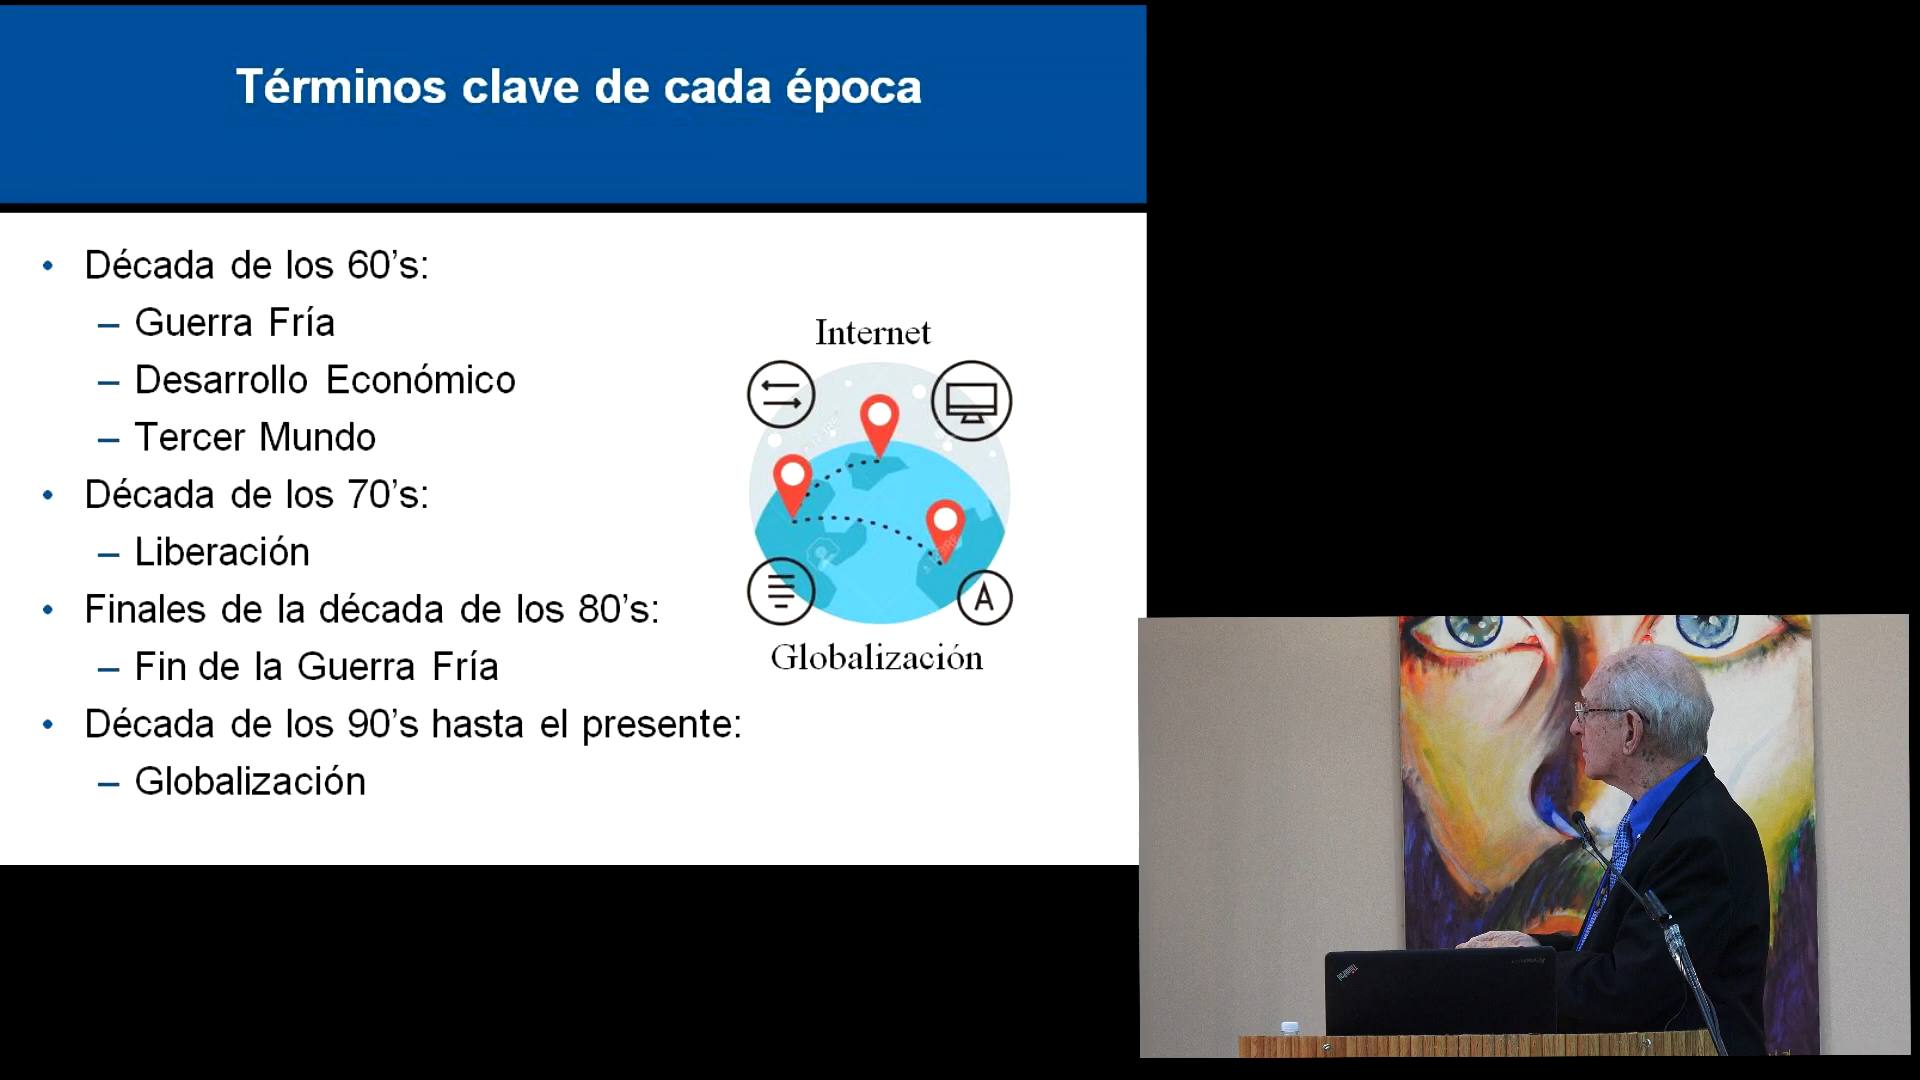 Términos clave de cada época
• Década de los 60’s:
– Guerra Fría
– Desarrollo Económico
– Tercer Mundo
• Década de los 70’s:
– Liberación
• Finales de la década de los 80’s:
– Fin de la Guerra Fría
• Década de los 90’s hasta el presente:
– Globalización
Internet
A
Globalización
ThinkPad